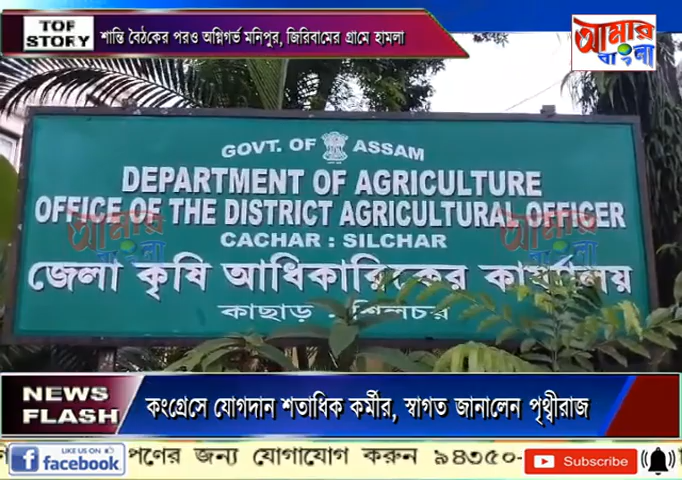 TOP STORY
শান্তি বৈঠকের পরও অগ্নিগর্ভ মনিপুর, জিরিবামের গ্রামে হামলা
আমার বাংলা
GOVT. OF ASSAM
DEPARTMENT OF AGRICULTURE
OFFICE OF THE DISTRICT AGRICULTURAL OFFICER
আমার বাংলা
আমার বাংলা
CACHAR : SILCHAR
জেলা কৃষি আধিকারিকের কার্যালয়
কাছাড় : শিলচর
NEWS FLASH
কংগ্রেসে যোগদান শতাধিক কর্মীর, স্বাগত জানালেন পৃথ্বীরাজ
LIKE US ON
facebook
পণের জন্য যোগাযোগ করুন ৯৪৩৫০-
Subscribe